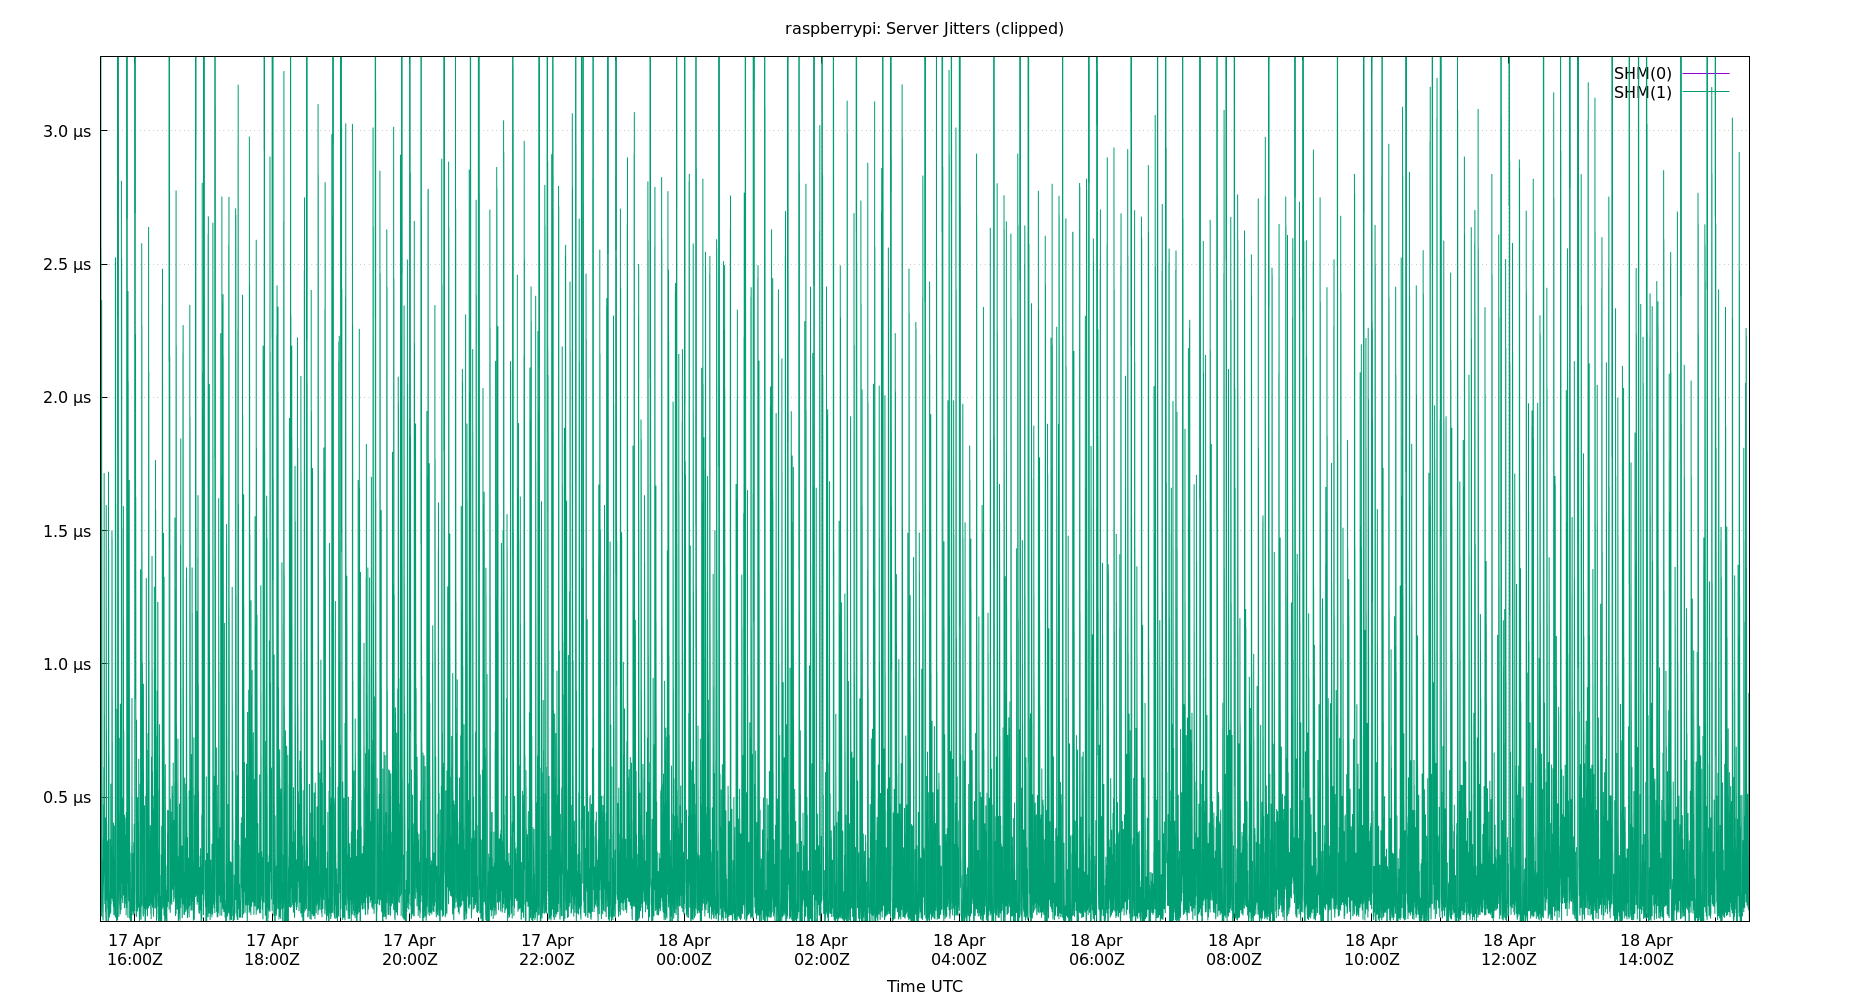 raspberrypi: Server Jitters (clipped)
SHM(0)
SHM(1)
3.0 µs
2.5 µs
2.0 µs
1.5 µs
1.0 µs
0.5 µs
17 Apr 17 Apr 17 Apr 17 Apr 18 Apr 18 Apr 18 Apr 18 Apr 18 Apr 18 Apr 18 Apr 18 Apr
16:00Z 18:00Z 20:00Z 22:00Z 00:00Z 02:00Z 04:00Z 06:00Z 08:00Z 10:00Z 12:00Z 14:00Z
Time UTC